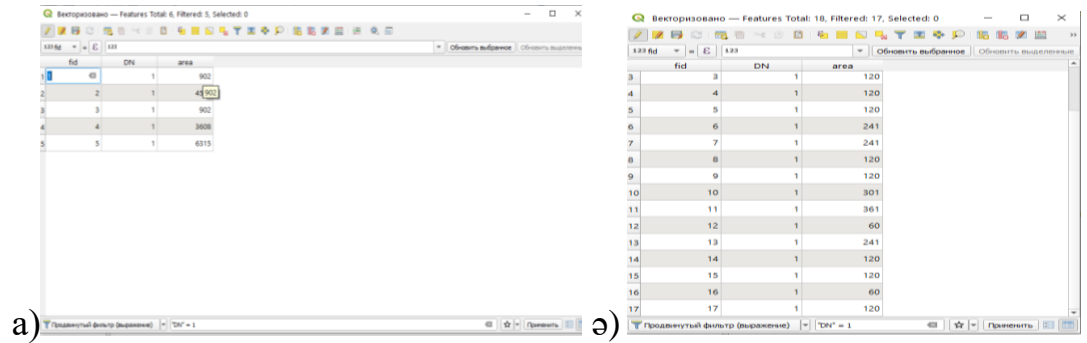 Векторизовано — Features Total: 6, Filtered: 5, Selected: 0
123 fid = ε 123 Обновить выбранное Обновить
fid DN area
1 1 1 902
2 2 1 902
3 3 1 902
4 4 1 3608
5 5 1 6315
Продвинутый фильтр (выражение) "DN" = 1 Применить
а)
Векторизовано — Features Total: 18, Filtered: 17, Selected: 0
123 fid = ε 123 Обновить выбранное Обновить выделенные
fid DN area
3 3 1 120
4 4 1 120
5 5 1 120
6 6 1 241
7 7 1 241
8 8 1 120
9 9 1 120
10 10 1 301
11 11 1 361
12 12 1 60
13 13 1 241
14 14 1 120
15 15 1 120
16 16 1 60
17 17 1 120
Продвинутый фильтр (выражение) "DN" = 1 Применить
ә)